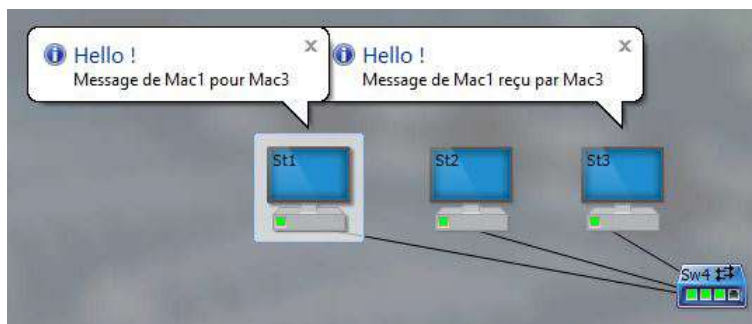 Hello !
Message de Mac1 pour Mac3
Hello !
Message de Mac1 reçu par Mac3
St1
St2
St3
Sw4